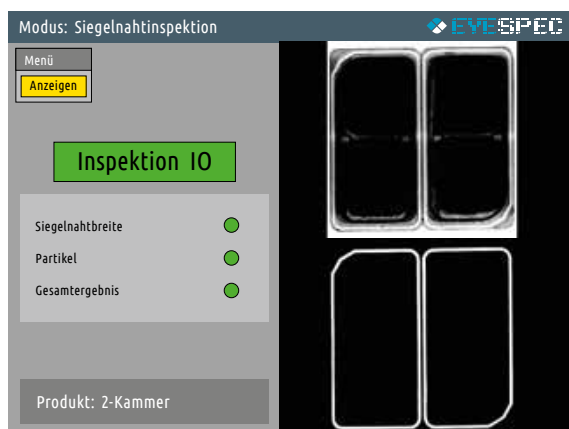 Modus: Siegelnahtinspektion
EYESPEC
Menü
Anzeigen
Inspektion IO
Siegelnahtbreite
Partikel
Gesamtergebnis
Produkt: 2-Kammer